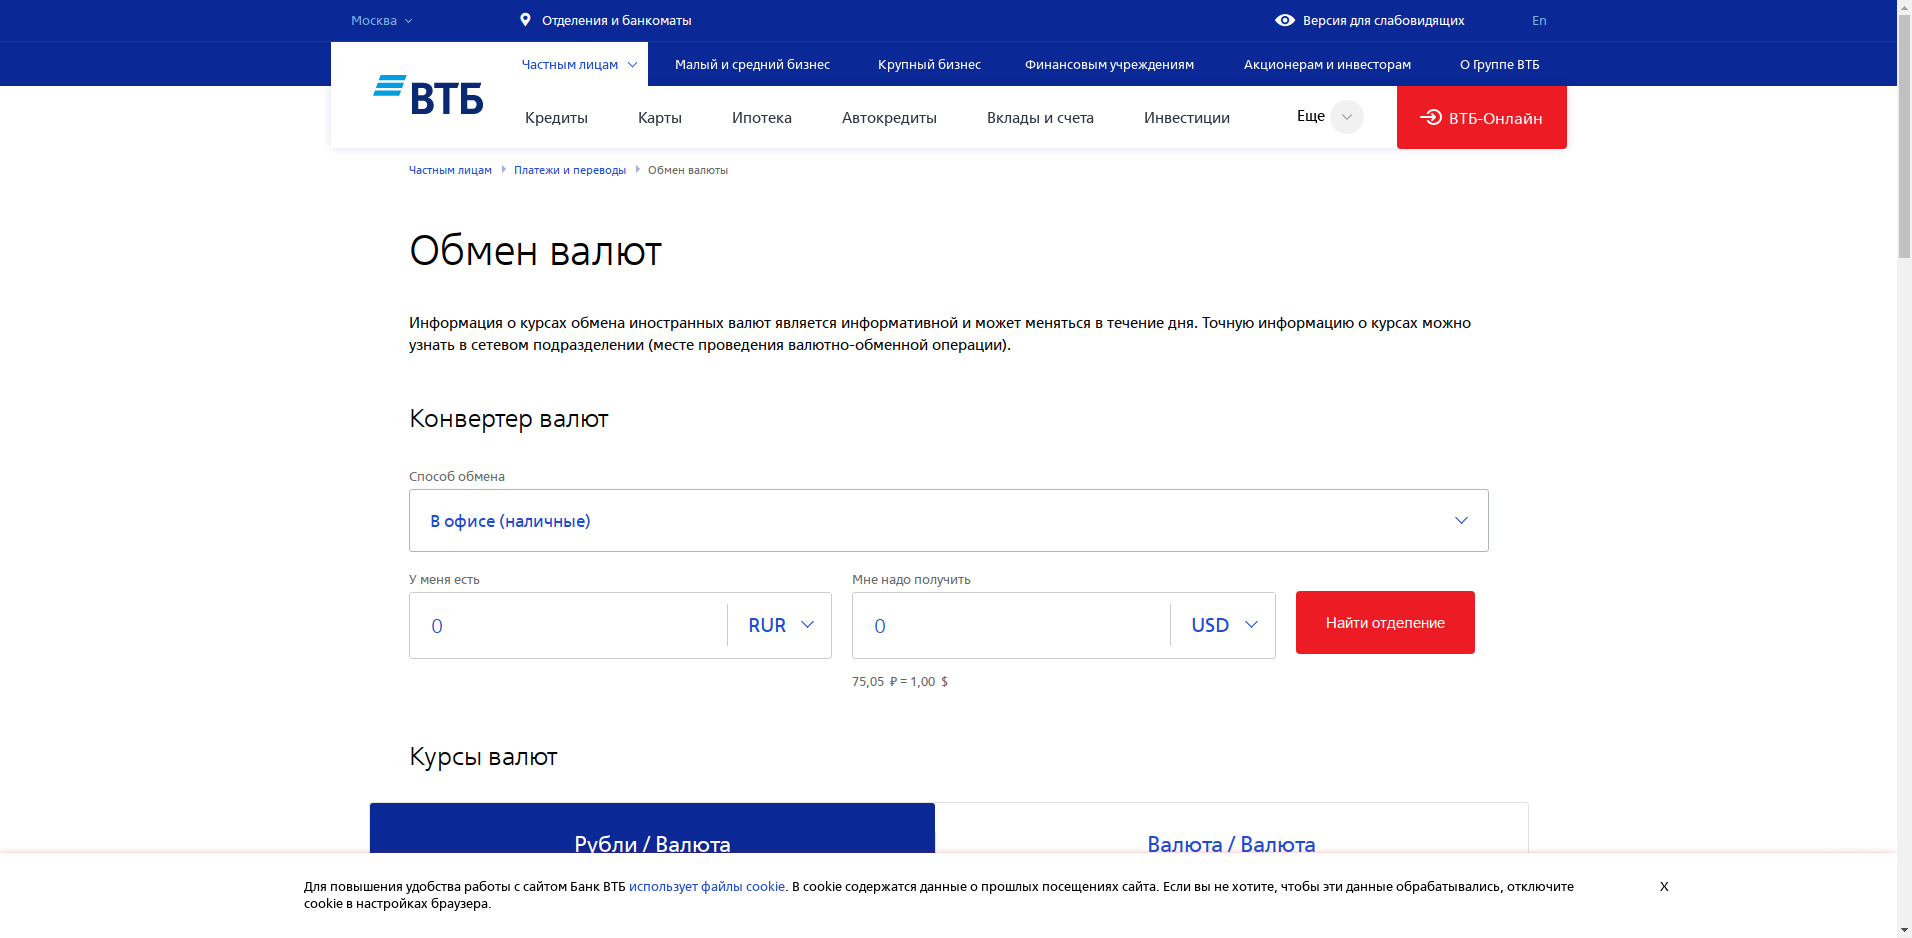 Москва
Отделения и банкоматы
Версия для слабовидящих
En
Частным лицам
Малый и средний бизнес
Крупный бизнес
Финансовым учреждениям
Акционерам и инвесторам
О Группе ВТБ
ВТБ
Кредиты
Карты
Ипотека
Автокредиты
Вклады и счета
Инвестиции
Еще
ВТБ-Онлайн
Частным лицам
Платежи и переводы
Обмен валюты
Обмен валют
Информация о курсах обмена иностранных валют является информативной и может меняться в течение дня. Точную информацию о курсах можно
узнать в сетевом подразделении (месте проведения валютно-обменной операции).
Конвертер валют
Способ обмена
В офисе (наличные)
У меня есть
Мне надо получить
0
RUR
0
USD
Найти отделение
75,05 ₽ = 1,00 $
Курсы валют
Рубли / Валюта
Валюта / Валюта
Для повышения удобства работы с сайтом Банк ВТБ использует файлы cookie. В cookie содержатся данные о прошлых посещениях сайта. Если вы не хотите, чтобы эти данные обрабатывались, отключите
cookie в настройках браузера.
X